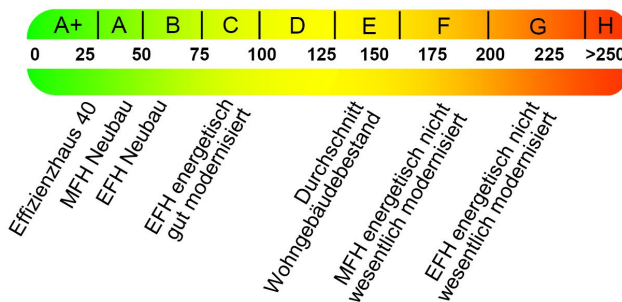 A+ A B C D E F G H
0 25 50 75 100 125 150 175 200 225 >250
Effizienzhaus 40
MFH Neubau
EFH Neubau
EFH energetisch
gut modernisiert
Durchschnitt
Wohngebäudebestand
MFH energetisch nicht
wesentlich modernisiert
EFH energetisch nicht
wesentlich modernisiert